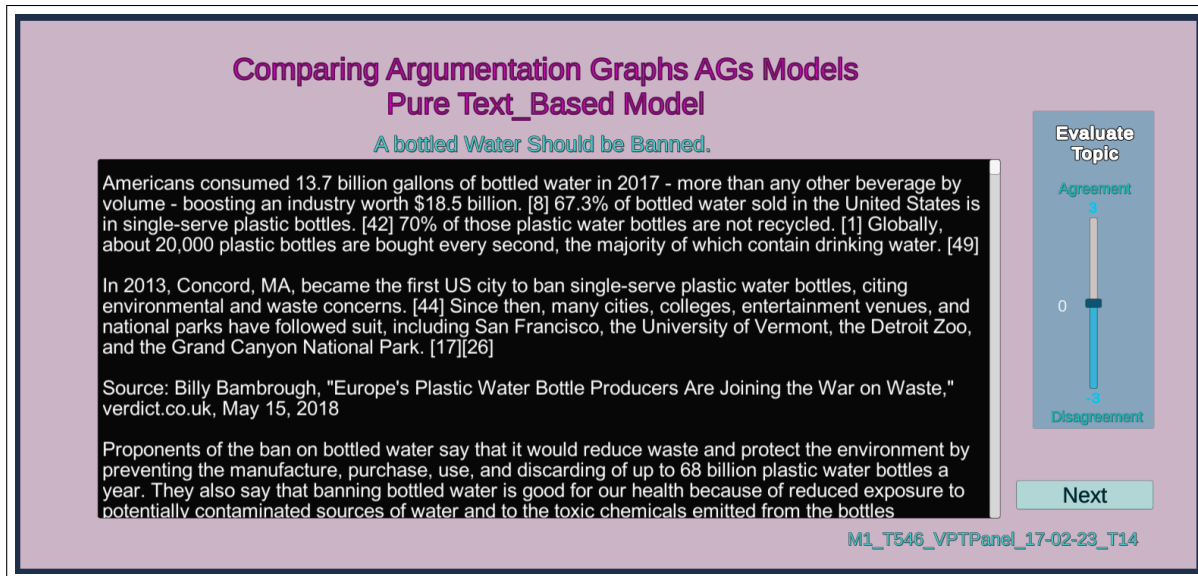 Comparing Argumentation Graphs AGs Models
Pure Text_Based Model
A bottled Water Should be Banned.
Americans consumed 13.7 billion gallons of bottled water in 2017 - more than any other beverage by
volume - boosting an industry worth $18.5 billion. [8] 67.3% of bottled water sold in the United States is
in single-serve plastic bottles. [42] 70% of those plastic water bottles are not recycled. [1] Globally,
about 20,000 plastic bottles are bought every second, the majority of which contain drinking water. [49]
In 2013, Concord, MA, became the first US city to ban single-serve plastic water bottles, citing
environmental and waste concerns. [44] Since then, many cities, colleges, entertainment venues, and
national parks have followed suit, including San Francisco, the University of Vermont, the Detroit Zoo,
and the Grand Canyon National Park. [17][26]
Source: Billy Bambrough, "Europe's Plastic Water Bottle Producers Are Joining the War on Waste,"
verdict.co.uk, May 15, 2018
Proponents of the ban on bottled water say that it would reduce waste and protect the environment by
preventing the manufacture, purchase, use, and discarding of up to 68 billion plastic water bottles a
year. They also say that banning bottled water is good for our health because of reduced exposure to
potentially contaminated sources of water and to the toxic chemicals emitted from the bottles
Evaluate
Topic
Agreement
3
0
-3
Disagreement
Next
M1_T546_VPTPanel_17-02-23_T14